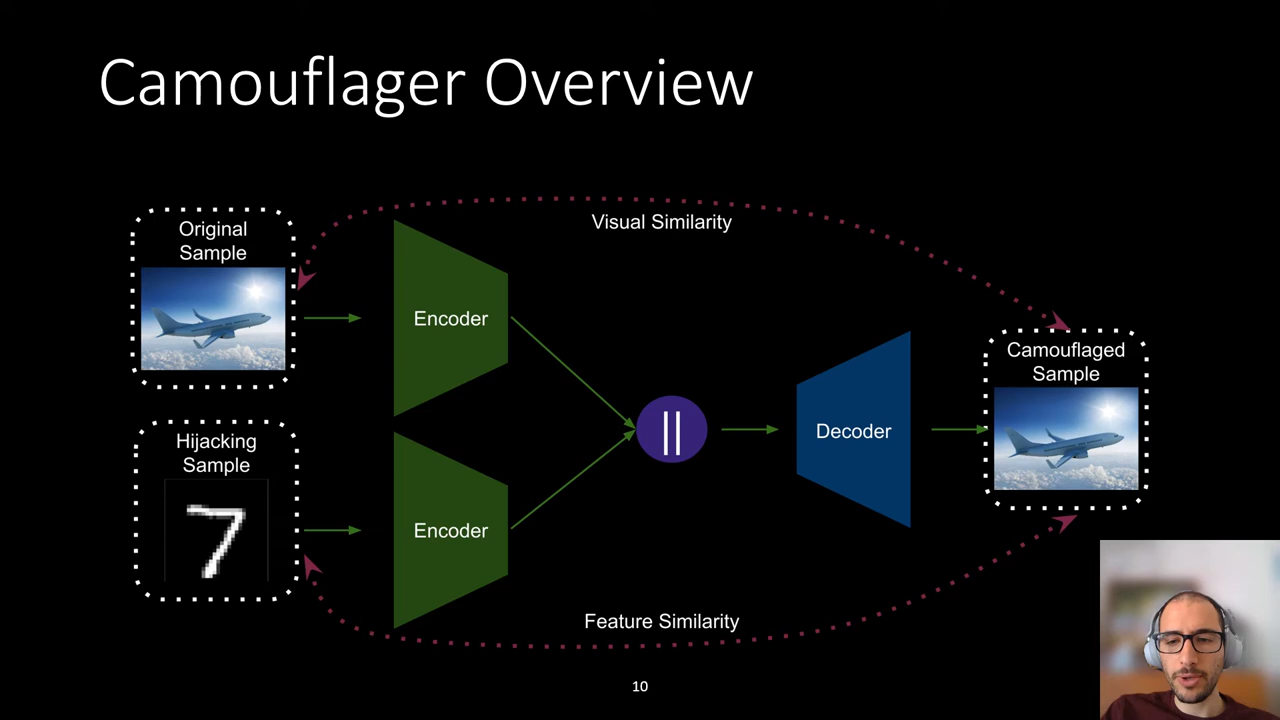 Camouflager Overview
Visual Similarity
Original
Sample
Encoder
Camouflaged
Sample
||
Decoder
Hijacking
Sample
7
Encoder
Feature Similarity
10